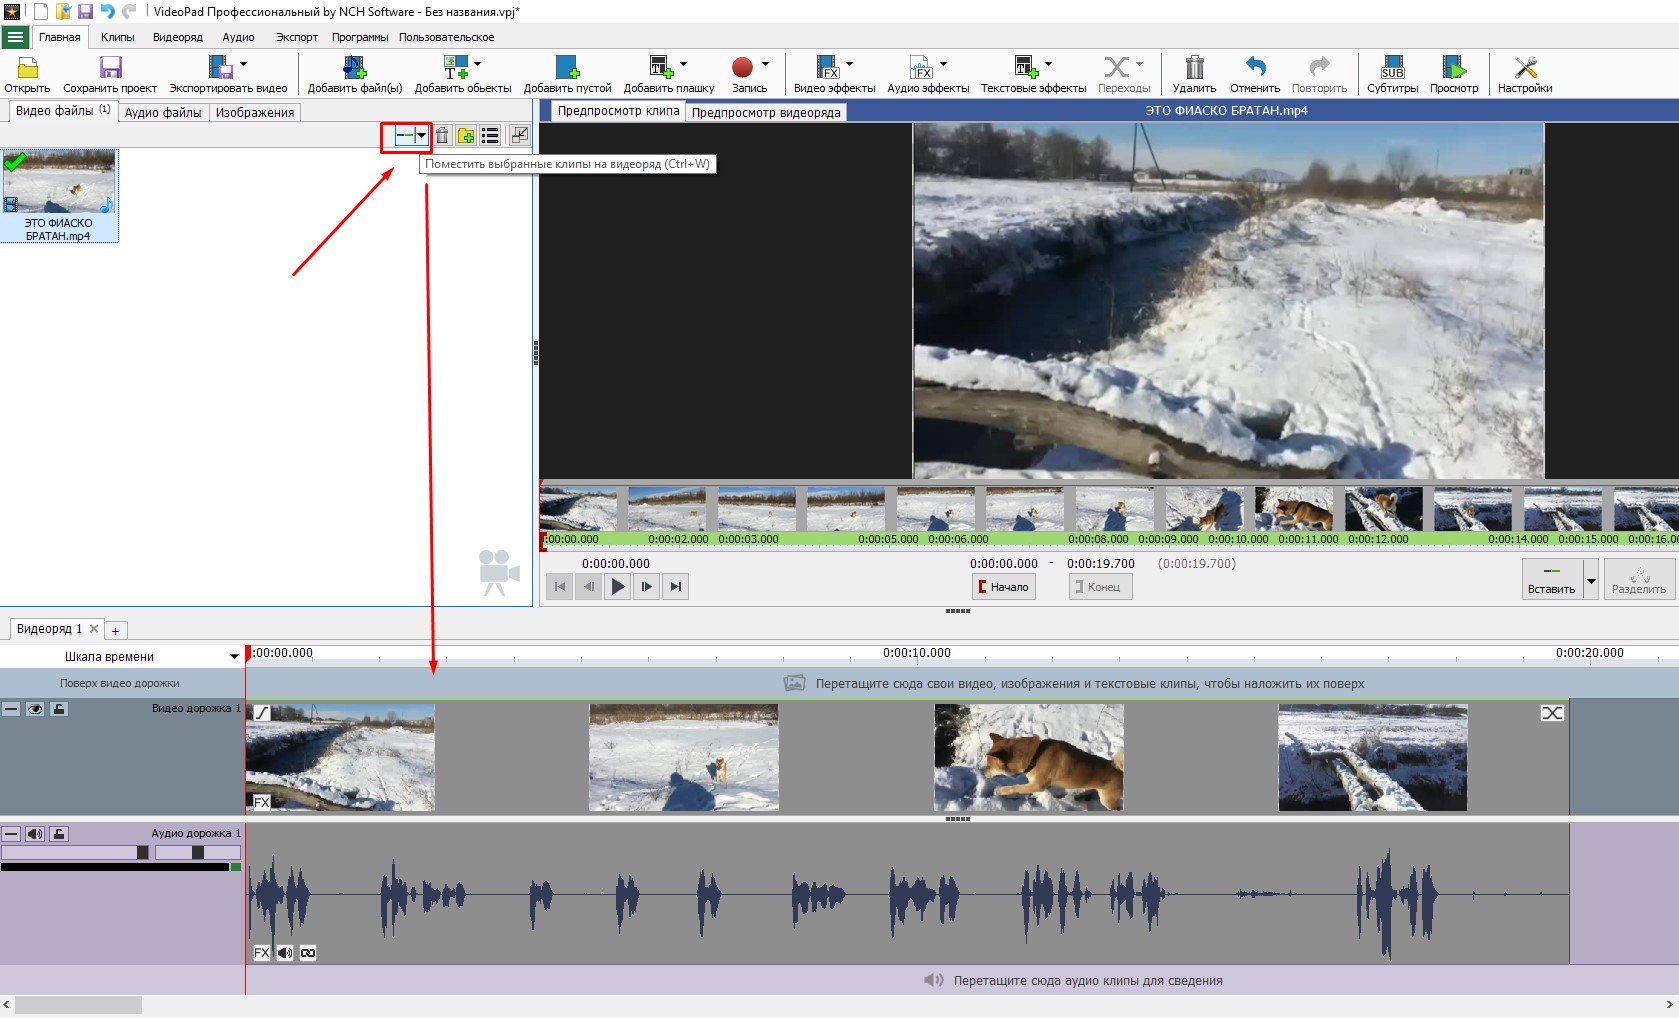 VideoPad Профессиональный by NCH Software - Без названия.vpj*
Главная Клипы Видеоряд Аудио Экспорт Программы Пользовательское
Открыть Сохранить проект Экспортировать видео Добавить файл(ы) Добавить объекты Добавить пустой Добавить плашку Запись Видео эффекты Аудио эффекты Текстовые эффекты Переходы Удалить Отменить Повторить Субтитры Просмотр Настройки
T
T
FX
FX
T
SUB
Видео файлы (1) Аудио файлы Изображения
Предпросмотр клипа Предпросмотр видеоряда ЭТО ФИАСКО БРАТАН.mp4
Поместить выбранные клипы на видеоряд (Ctrl+W)
ЭТО ФИАСКО
БРАТАН.mp4
:00:00.000 0:00:02.000 0:00:03.000 0:00:05.000 0:00:06.000 0:00:08.000 0:00:09.000 0:00:10.000 0:00:11.000 0:00:12.000 0:00:14.000 0:00:15.000 0:00:16.0
0:00:00.000 0:00:00.000 - 0:00:19.700 (0:00:19.700)
Начало Конец Вставить Разделить
Видеоряд 1 +
Шкала времени :00:00.000 0:00:10.000 0:00:20.000
Поверх видео дорожки Перетащите сюда свои видео, изображения и текстовые клипы, чтобы наложить их поверх
Видео дорожка 1
FX
Аудио дорожка 1
FX
Перетащите сюда аудио клипы для сведения